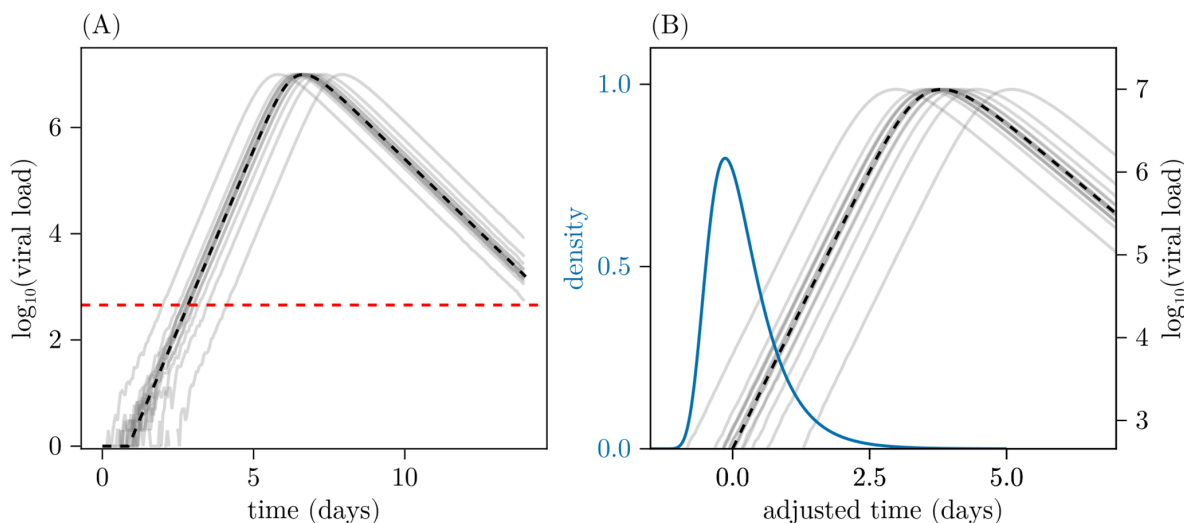 (A)
6
4
2
0
log₁₀(viral load)
0
5
10
time (days)
(B)
1.0
0.5
0.0
density
7
6
5
4
3
log₁₀(viral load)
0.0
2.5
5.0
adjusted time (days)